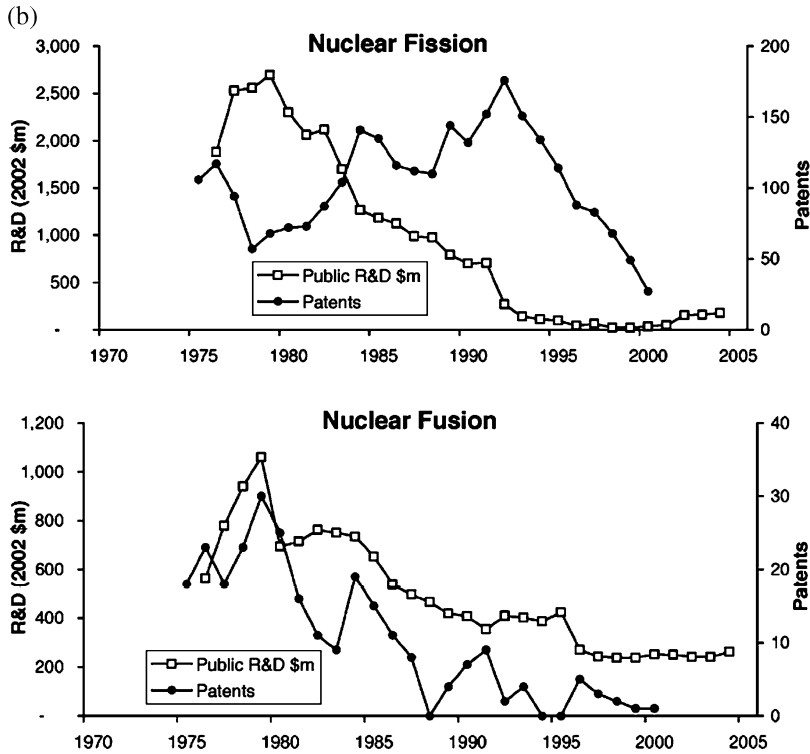 (b)
Nuclear Fission
3,000
2,500
2,000
1,500
1,000
500
-
R&D (2002 $m)
200
150
100
50
0
Patents
Public R&D $m
Patents
1970 1975 1980 1985 1990 1995 2000 2005
Nuclear Fusion
1,200
1,000
800
600
400
200
-
R&D (2002 $m)
40
30
20
10
0
Patents
Public R&D $m
Patents
1970 1975 1980 1985 1990 1995 2000 2005